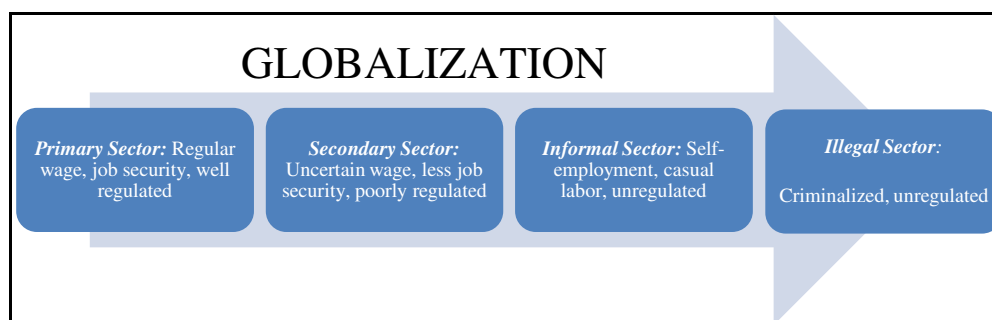 GLOBALIZATION
Primary Sector: Regular
wage, job security, well
regulated
Secondary Sector:
Uncertain wage, less job
security, poorly regulated
Informal Sector: Self-
employment, casual
labor, unregulated
Illegal Sector:
Criminalized, unregulated